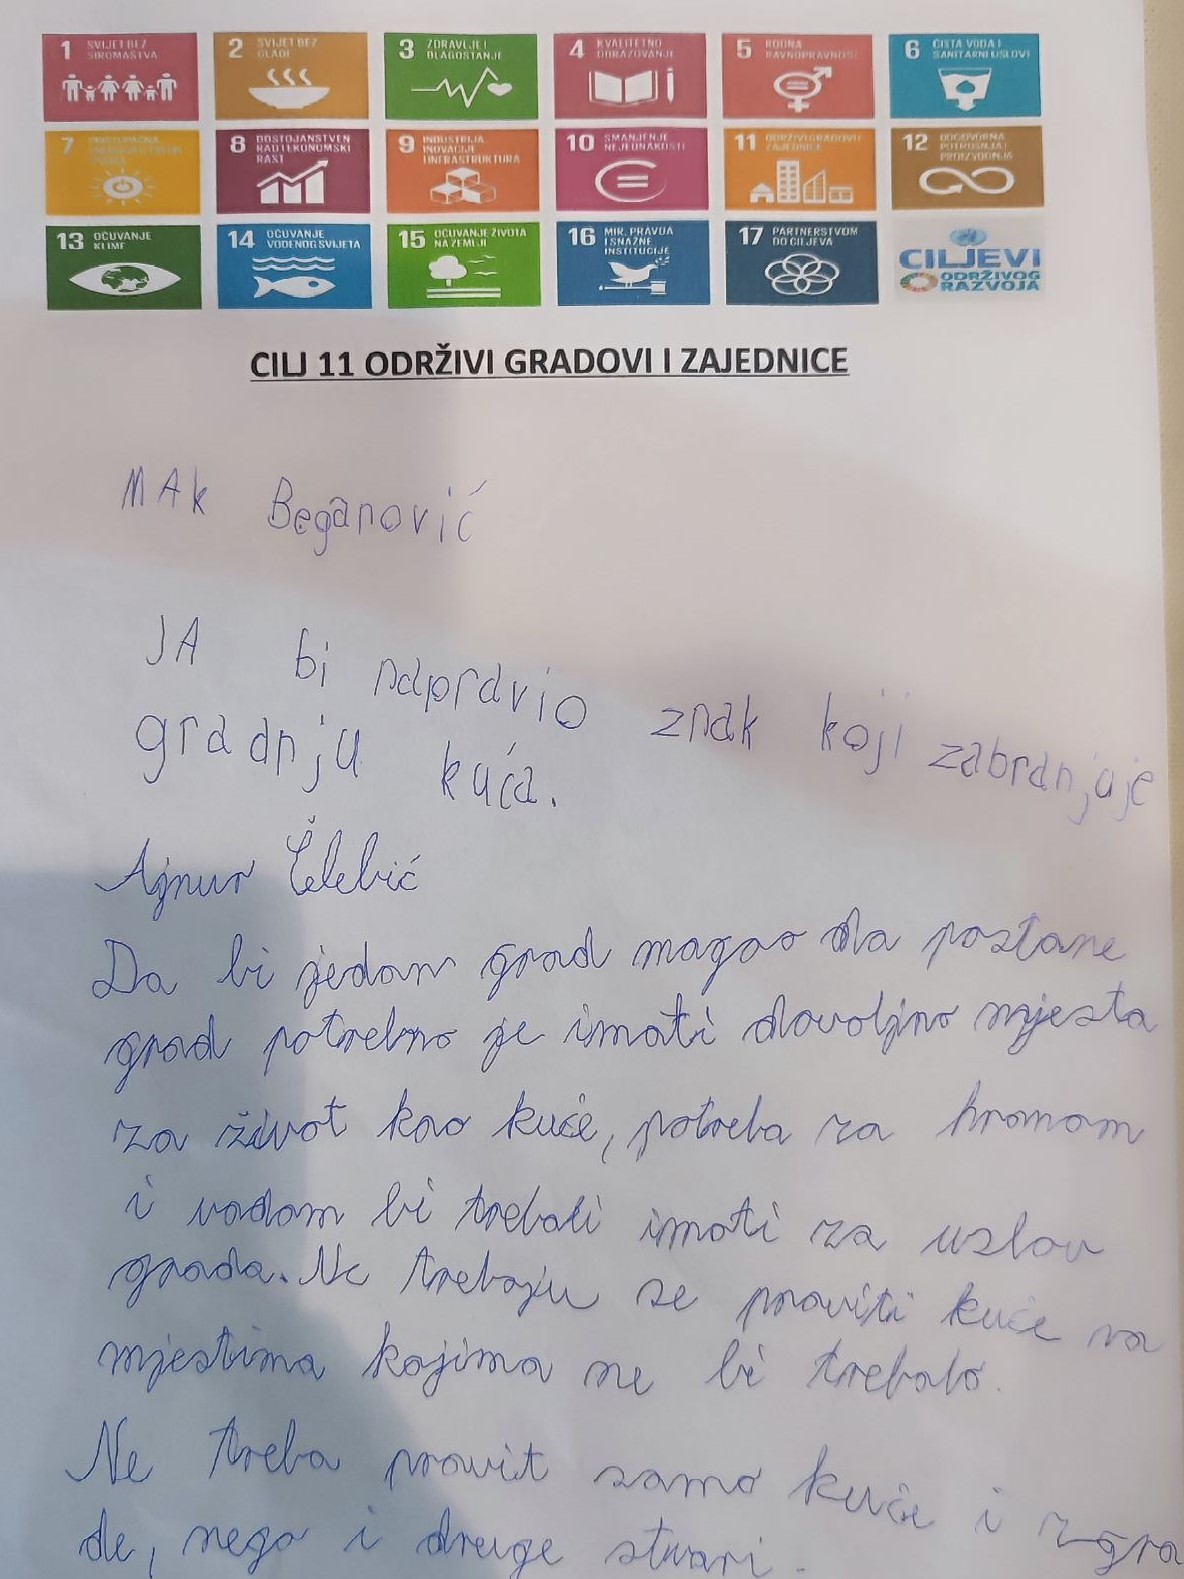 1 SVIJET BEZ SIROMAŠTVA
2 SVIJET BEZ GLADI
3 ZDRAVLJE I BLAGOSTANJE
4 KVALITETNO OBRAZOVANJE
5 RODNA RAVNOPRAVNOST
6 ČISTA VODA I SANITARNI USLOVI
7
8 DOSTOJANSTVEN RAD I EKONOMSKI RAST
9 INDUSTRIJA, INOVACIJE I INFRASTRUKTURA
10 SMANJENJE NEJEDNAKOSTI
11 ODRŽIVI GRADOVI I ZAJEDNICE
12 ODGOVORNA POTROŠNJA I PROIZVODNJA
13 OČUVANJE KLIME
14 OČUVANJE VODENOG SVIJETA
15 OČUVANJE ŽIVOTA NA ZEMLJI
16 MIR, PRAVDA I SNAŽNE INSTITUCIJE
17 PARTNERSTVOM DO CILJEVA
CILJEVI
ODRŽIVOG
RAZVOJA
CILJ 11 ODRŽIVI GRADOVI I ZAJEDNICE
MAk Beganović
JA bi napravio znak koji zabranjuje
gradnju kuća.
Ajnur Čelebić
Da bi jedan grad magao da postane
grad potrebno je imati dovoljno mjesta
za život kao kuće, potreba za hranom
i vodom bi trebali imati za uslov
grada. Ne trebaju se praviti kuće na
mjestima kojima ne bi trebalo.
Ne treba pravit samo kuće i zgra
de, nego i druge stvari.